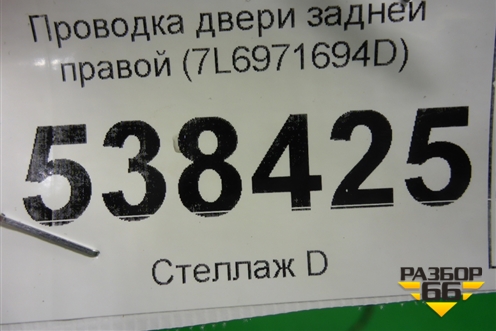 Проводка двери задней
правой (7L6971694D)
538425
Стеллаж D
РАЗБОР
66